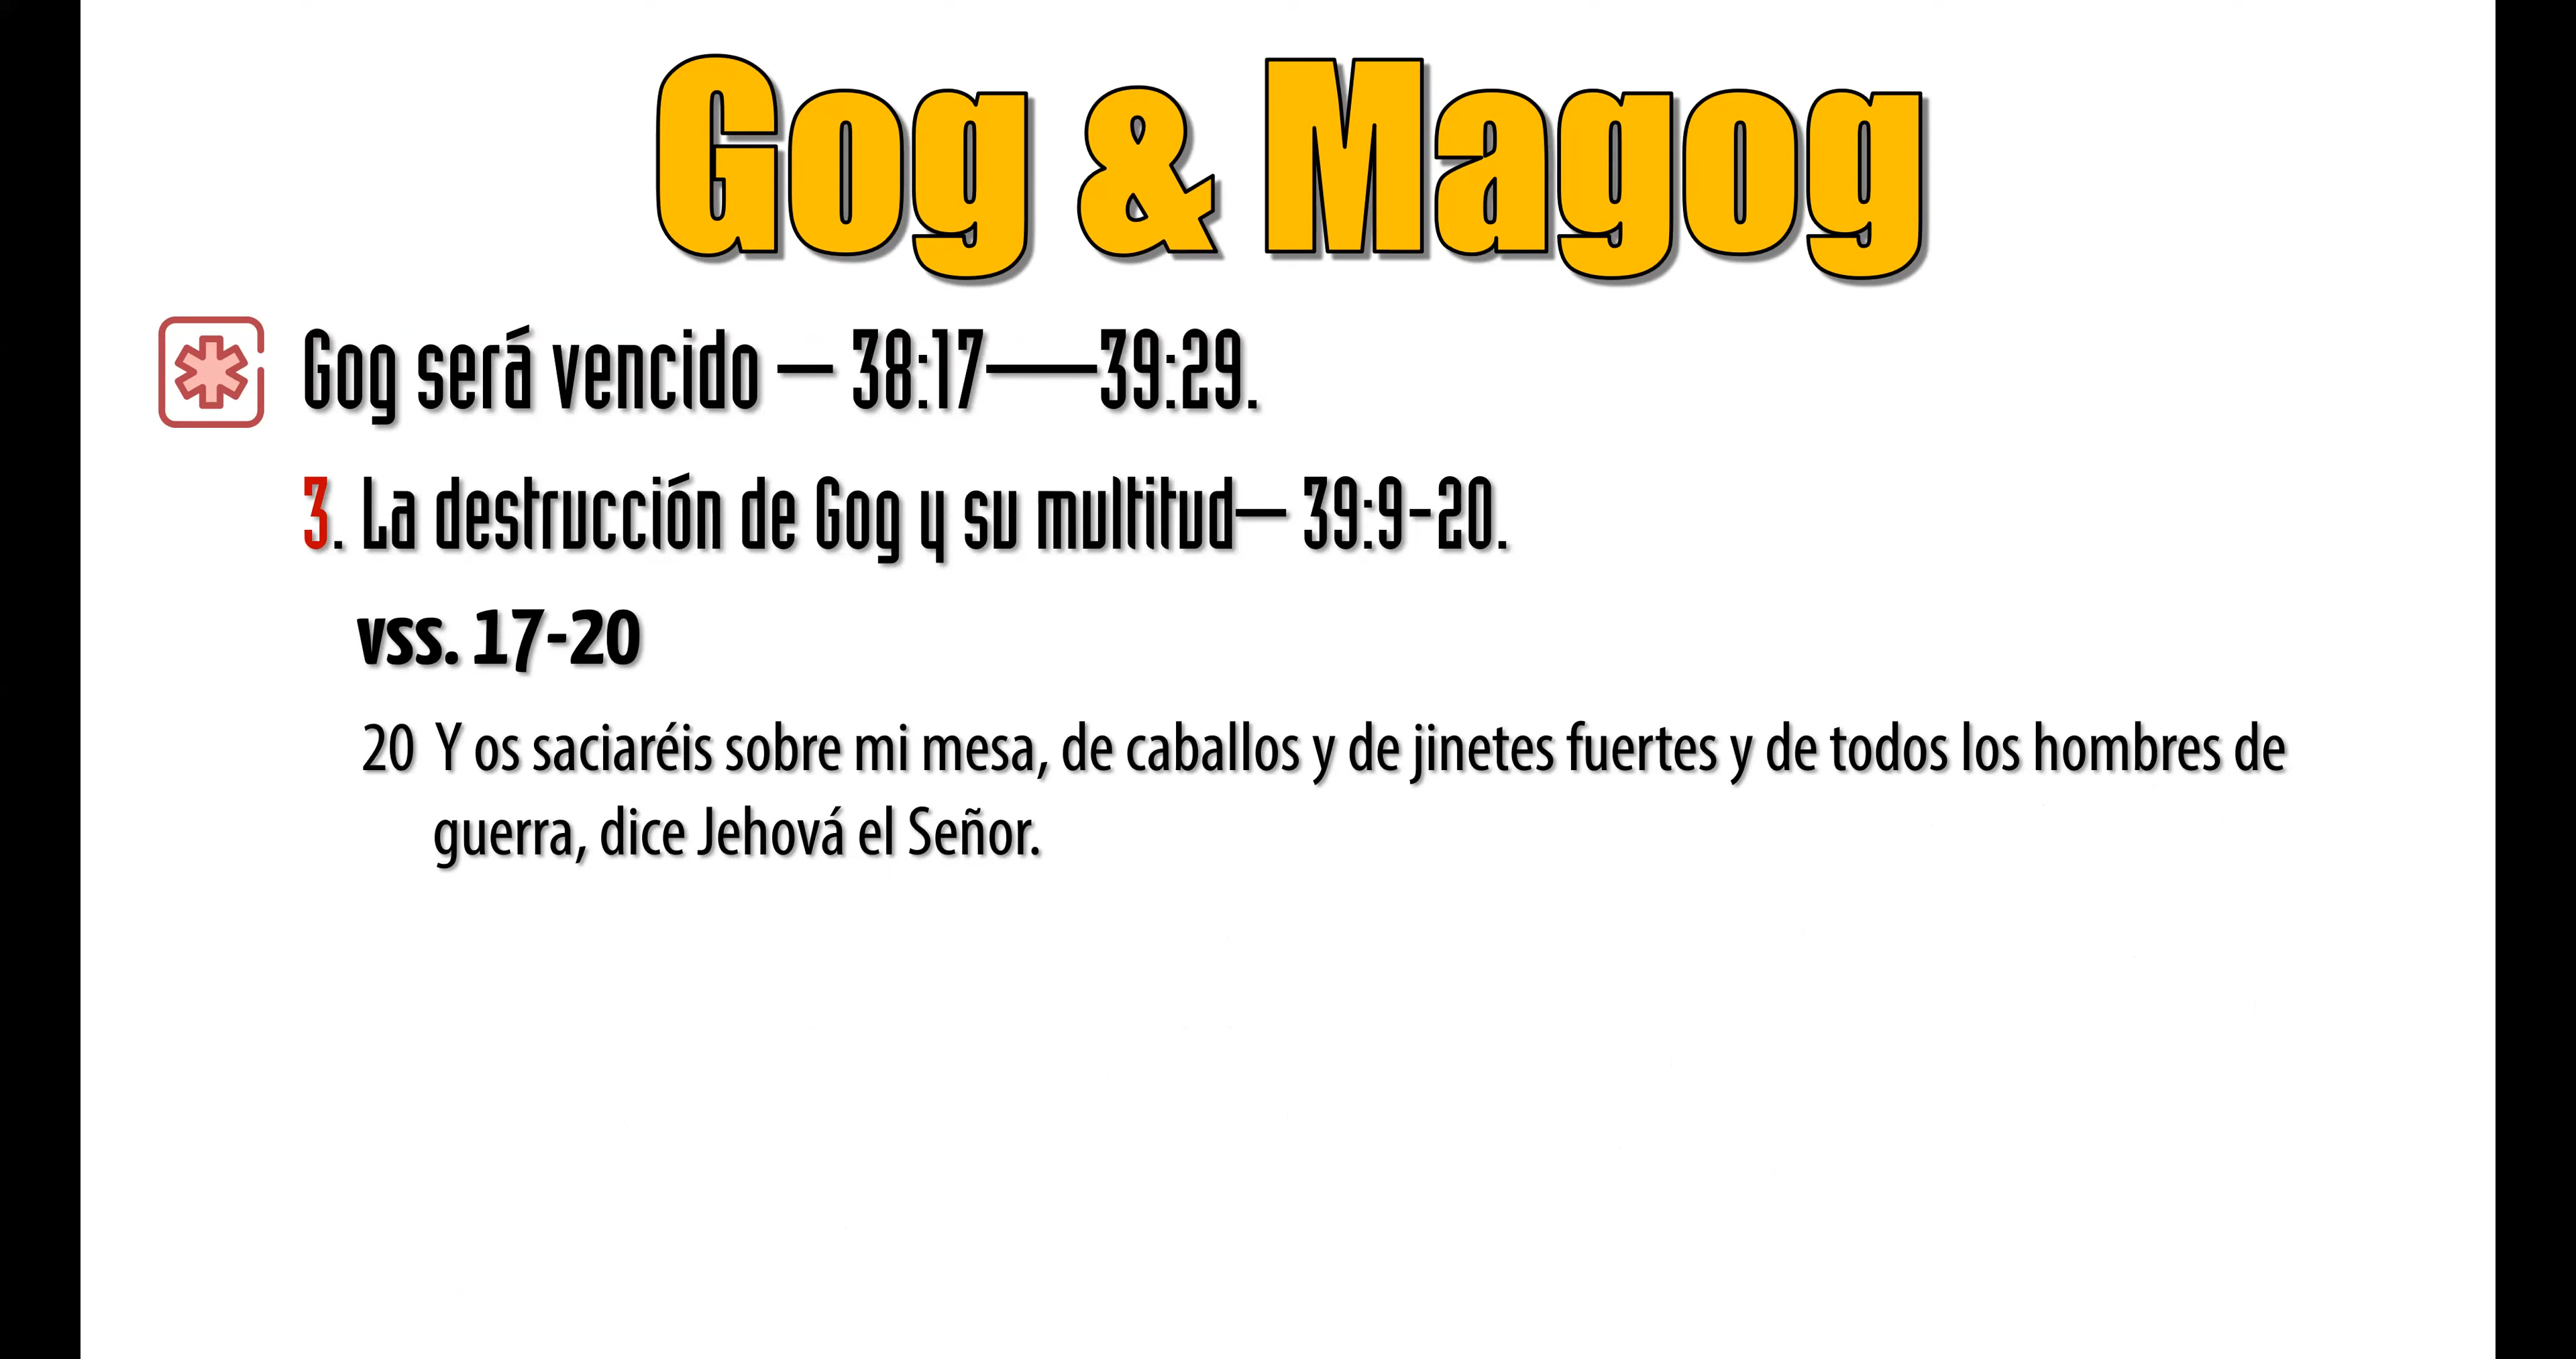 Gog & Magog
Gog será vencido — 38:17——39:29.
3. La destrucción de Gog y su multitud— 39:9-20.
vss. 17-20
20 Y os saciaréis sobre mi mesa, de caballos y de jinetes fuertes y de todos los hombres de
guerra, dice Jehová el Señor.